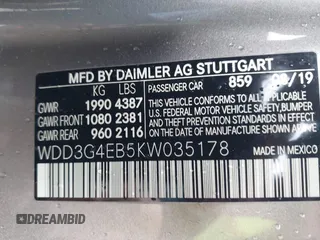 MFD BY DAIMLER AG STUTTGART
KG LBS PASSENGER CAR 859 /19
GVWR 1990 4387
GAWR FRONT 1080 2381
GAWR REAR 960 2116
THIS VEHICLE CONFORMS TO ALL APPLICABLE U.S. FEDERAL MOTOR VEHICLE SAFETY, BUMPER, AND THEFT PREVENTION STANDARDS IN EFFECT ON THE DATE OF MANUFACTURE SHOWN ABOVE.
WDD3G4EB5KW035178
MADE IN MEXICO
DREAMBID